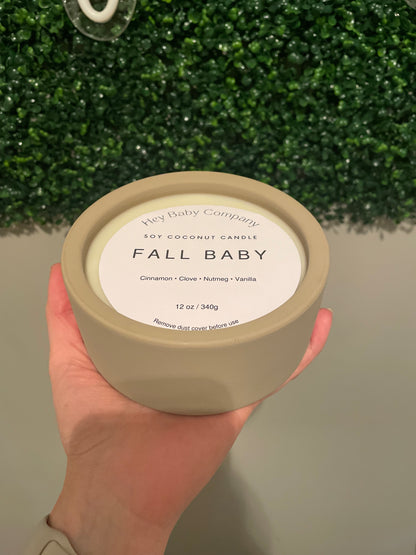 Hey Baby Company
SOY COCONUT CANDLE
FALL BABY
Cinnamon • Clove • Nutmeg • Vanilla
12 oz / 340g
Remove dust cover before use